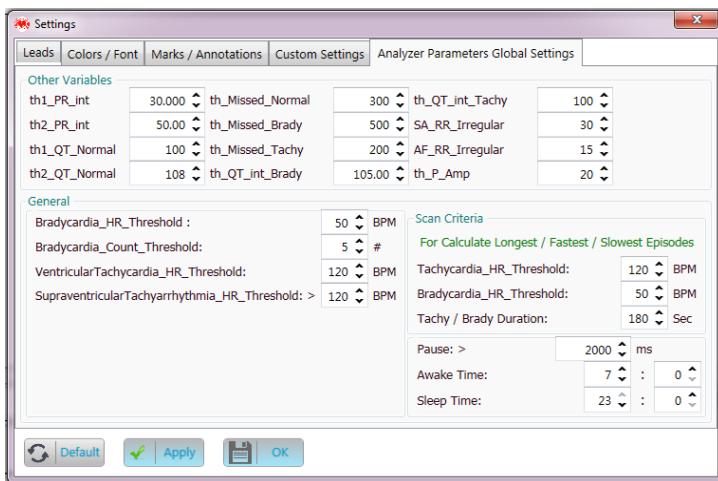 Settings
Leads Colors / Font Marks / Annotations Custom Settings Analyzer Parameters Global Settings
Other Variables
th1_PR_int 30.000 th_Missed_Normal 300 th_QT_int_Tachy 100
th2_PR_int 50.00 th_Missed_Brady 500 SA_RR_Irregular 30
th1_QT_Normal 100 th_Missed_Tachy 200 AF_RR_Irregular 15
th2_QT_Normal 108 th_QT_int_Brady 105.00 th_P_Amp 20
General
Bradycardia_HR_Threshold : 50 BPM
Bradycardia_Count_Threshold: 5 #
VentricularTachycardia_HR_Threshold: 120 BPM
SupraventricularTachyarrhythmia_HR_Threshold: > 120 BPM
Scan Criteria
For Calculate Longest / Fastest / Slowest Episodes
Tachycardia_HR_Threshold: 120 BPM
Bradycardia_HR_Threshold: 50 BPM
Tachy / Brady Duration: 180 Sec
Pause: > 2000 ms
Awake Time: 7 : 0
Sleep Time: 23 : 0
Default Apply OK